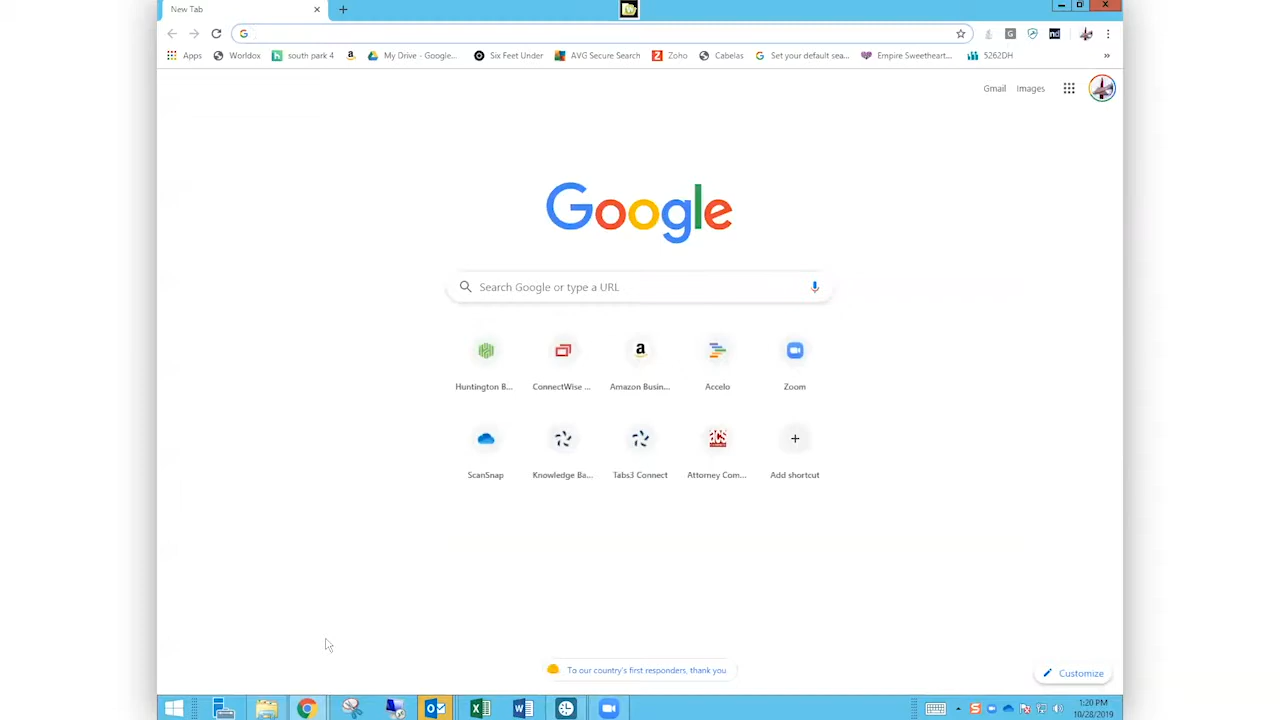 New Tab
Apps Worldox south park 4 My Drive - Google... Six Feet Under AVG Secure Search Zoho Cabelas Set your default sea... Empire Sweetheart... 5262DH »
Gmail Images
Google
Search Google or type a URL
Huntington B... ConnectWise ... Amazon Busin... Accelo Zoom
ScanSnap Knowledge Ba... Tabs3 Connect Attorney Com... Add shortcut
To our country's first responders, thank you
Customize
1:20 PM
10/28/2019